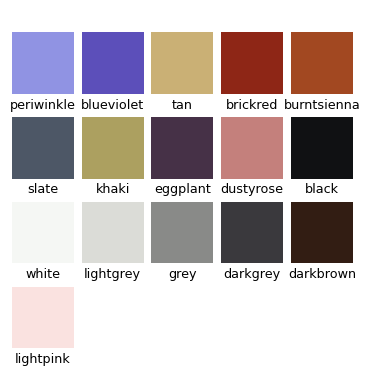 periwinkle blueviolet tan brickred burntsienna
slate khaki eggplant dustyrose black
white lightgrey grey darkgrey darkbrown
lightpink